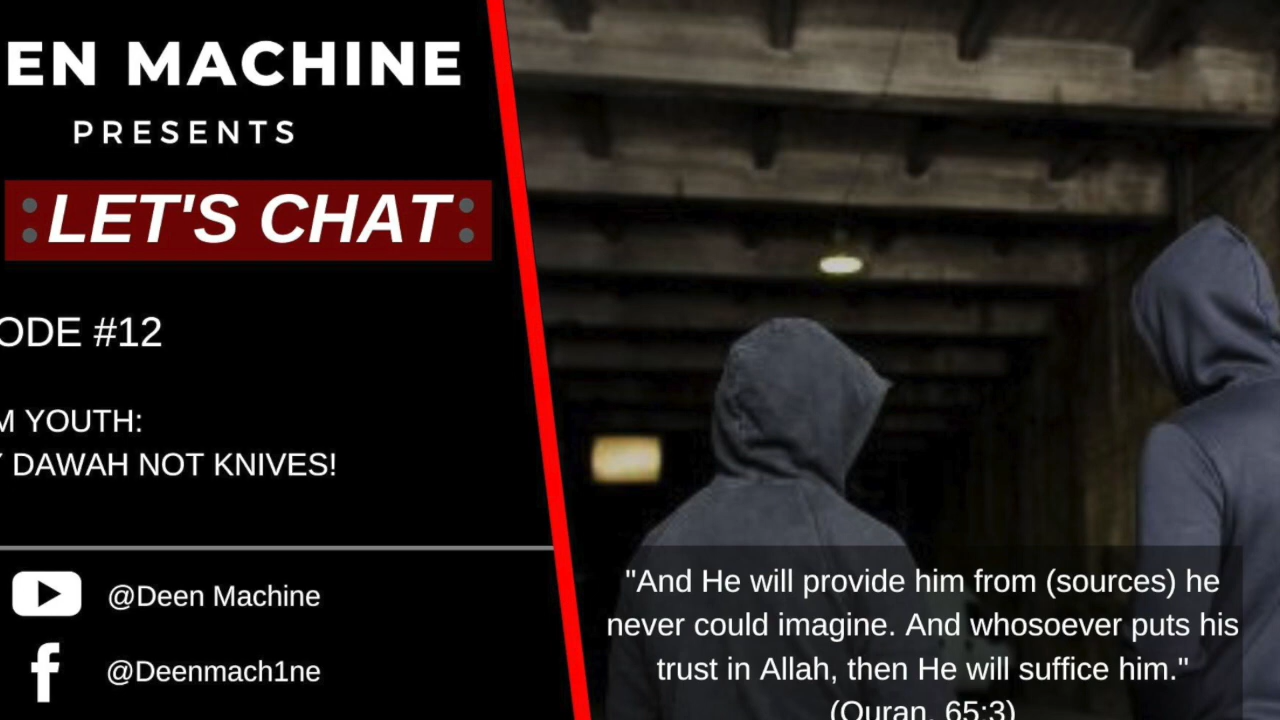 EN MACHINE
PRESENTS
LET'S CHAT
ODE #12
M YOUTH:
Y DAWAH NOT KNIVES!
@Deen Machine
@Deenmach1ne
"And He will provide him from (sources) he
never could imagine. And whosoever puts his
trust in Allah, then He will suffice him."
(Quran, 65:3)